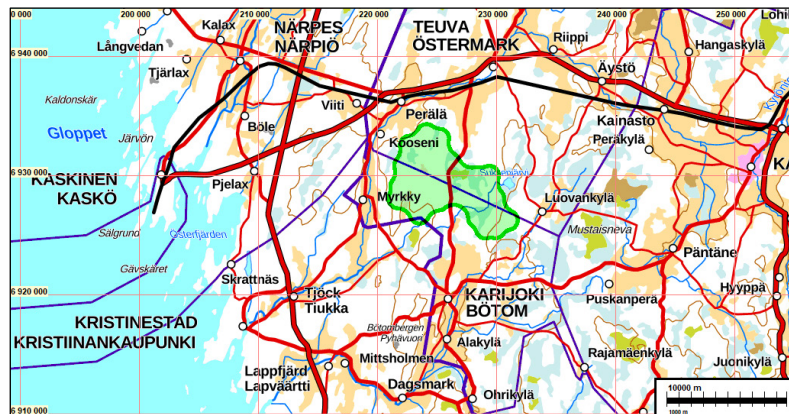 200 000
210 000
220 000
230 000
240 000
250 000
6 940 000
6 930 000
6 920 000
6 910 000
Kalax
NÄRPES
NÄRPIÖ
TEUVA
ÖSTERMARK
Riippi
Långvedan
Hangaskylä
Tjärlax
Äystö
Kaldonskär
Viiti
Perälä
Kainasto
Gloppet
Järvön
Böle
Kooseni
Peräkylä
KASKINEN
KASKÖ
Pjelax
Myrkky
Luovankylä
Sälgrund
Österfjärden
Mustaisneva
Päntäne
Gävskäret
Skrattnäs
Tjöck
Tiukka
KARIJOKI
BÖTOM
Puskanperä
Hyyppä
KRISTINESTAD
KRISTIINANKAUPUNKI
Bötombergen
Pyhävuori
Alakylä
Lappfjärd
Lapväärtti
Mittsholmen
Rajamäenkylä
Juonikylä
Dagsmark
Ohrikylä
10000 m
1000 m